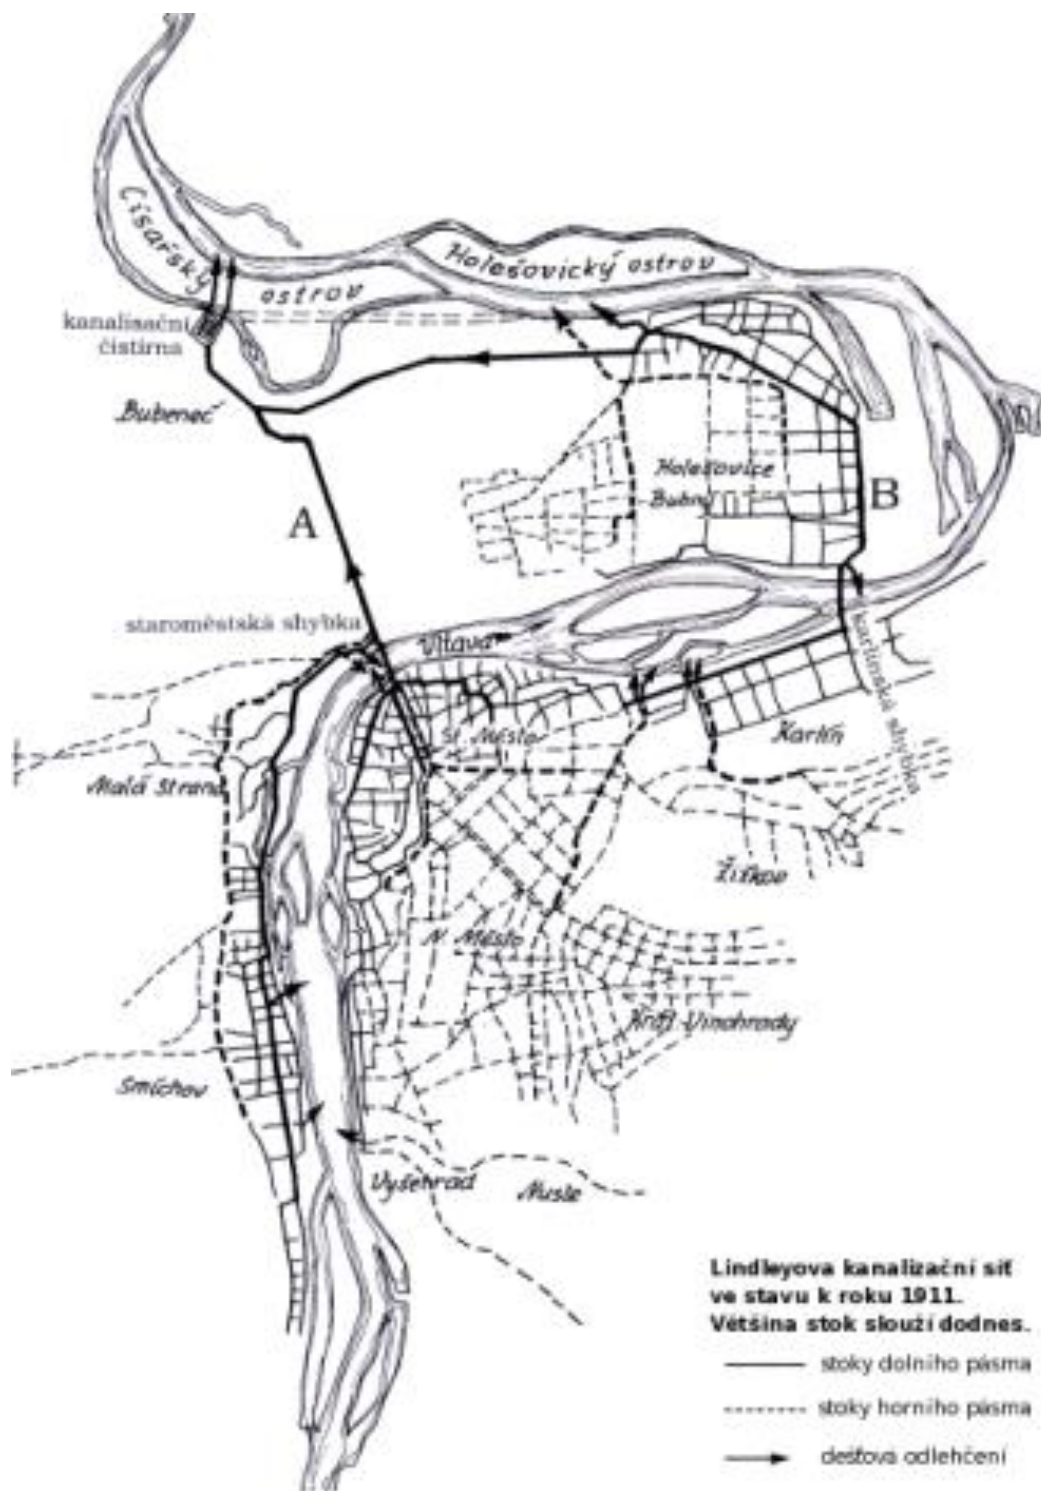 Císařský
ostrov
Holešovický ostrov
kanalisační
čistírna
Bubeneč
Holešovice
Bubny
A
B
staroměstská shybka
Vltava
karlínská shybka
St. Město
Karlín
Malá Strana
Žižkov
N. Město
Král. Vinohrady
Smíchov
Vyšehrad
Nusle
Lindleyova kanalizační síť
ve stavu k roku 1911.
Většina stok slouží dodnes.
stoky dolního pásma
stoky horního pásma
dešťova odlehčení